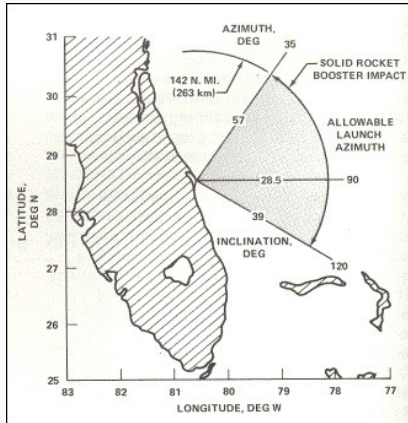 AZIMUTH,
DEG
35
SOLID ROCKET
BOOSTER IMPACT
142 N. MI.
(263 km)
57
ALLOWABLE
LAUNCH
AZIMUTH
28.5
90
39
INCLINATION,
DEG
120
31
30
29
28
27
26
25
LATITUDE,
DEG N
83
82
81
80
79
78
77
LONGITUDE, DEG W